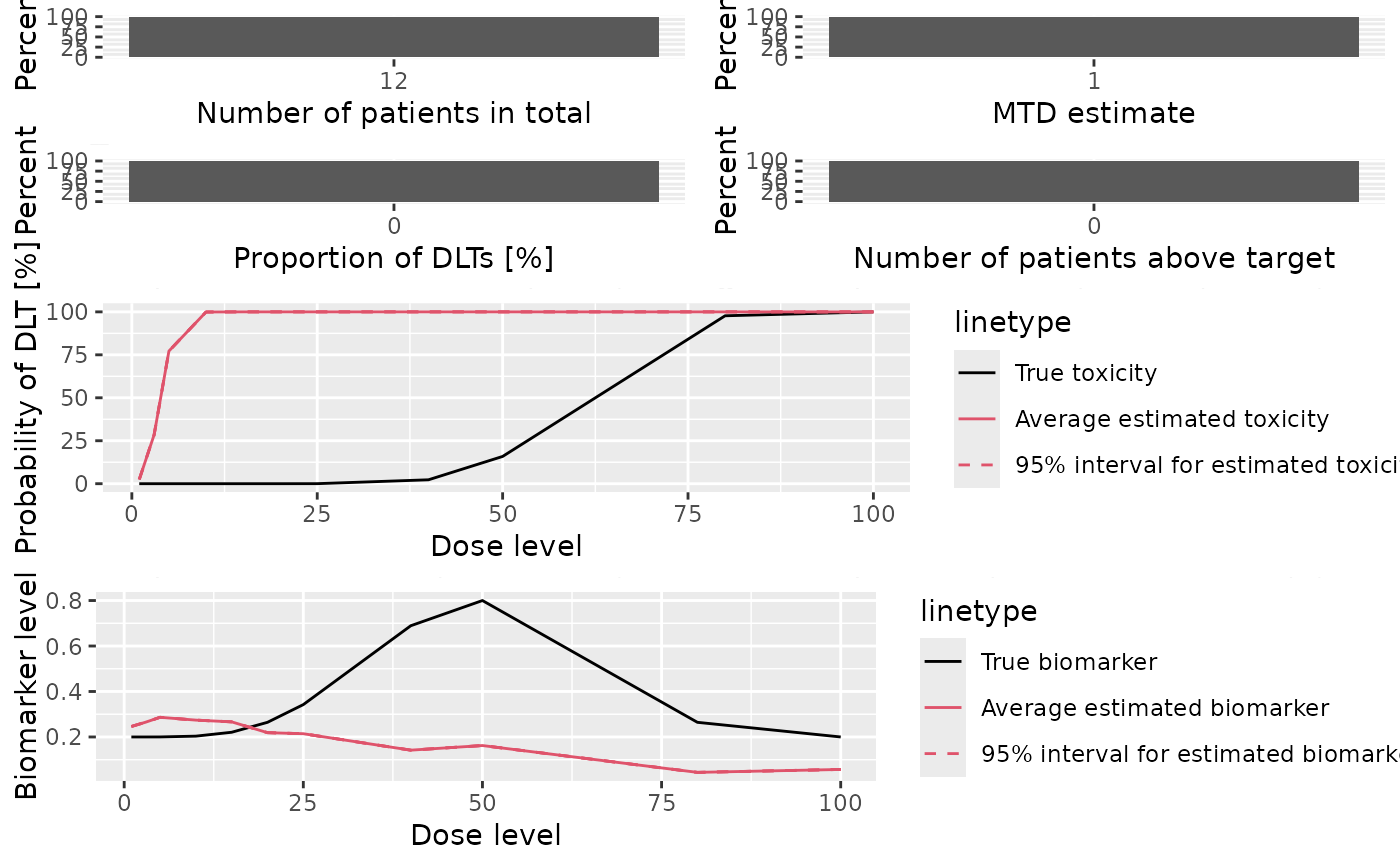 Percen
100
75
50
25
0
12
Number of patients in total
Percen
100
75
50
25
0
1
MTD estimate
Percent
100
75
50
25
0
0
Proportion of DLTs [%]
Percent
100
75
50
25
0
0
Number of patients above target
Probability of DLT [%]
100
75
50
25
0
0 25 50 75 100
Dose level
linetype
True toxicity
Average estimated toxicity
95% interval for estimated toxici
Biomarker level
0.8
0.6
0.4
0.2
0 25 50 75 100
Dose level
linetype
True biomarker
Average estimated biomarker
95% interval for estimated biomark